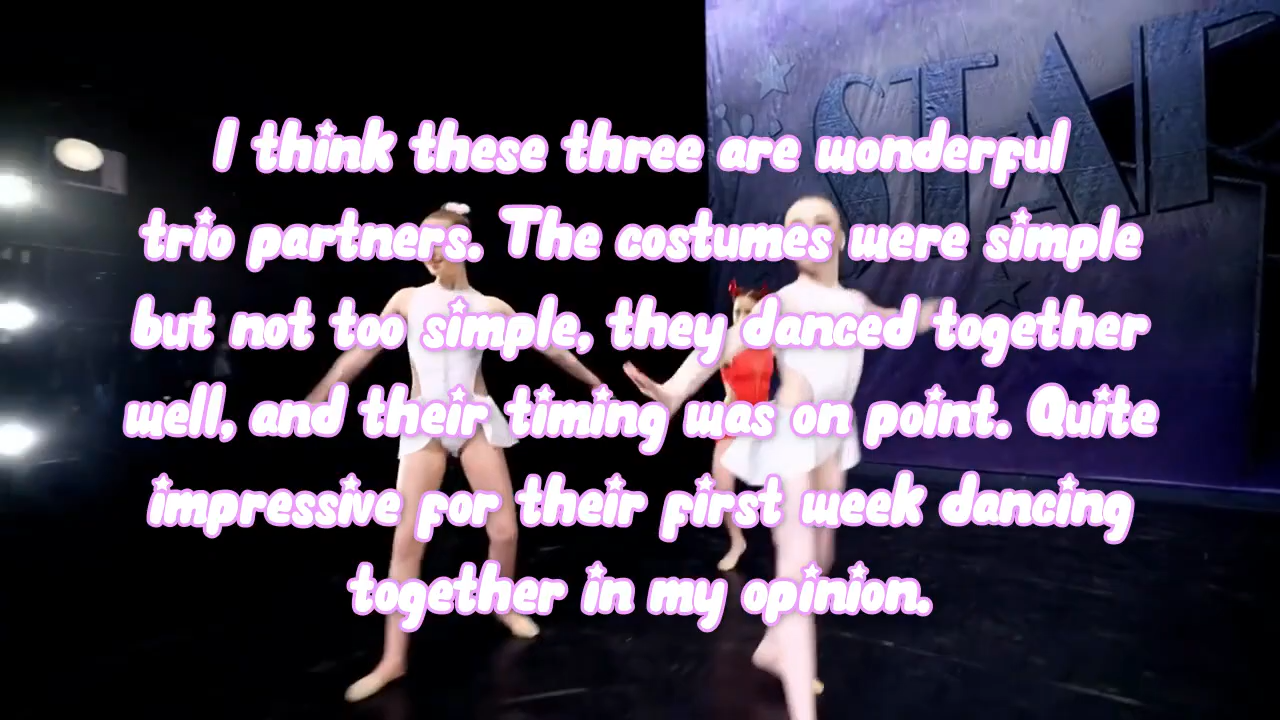 STAR
I think these three are wonderful
trio partners. The costumes were simple
but not too simple, they danced together
well, and their timing was on point. Quite
impressive for their first week dancing
together in my opinion.